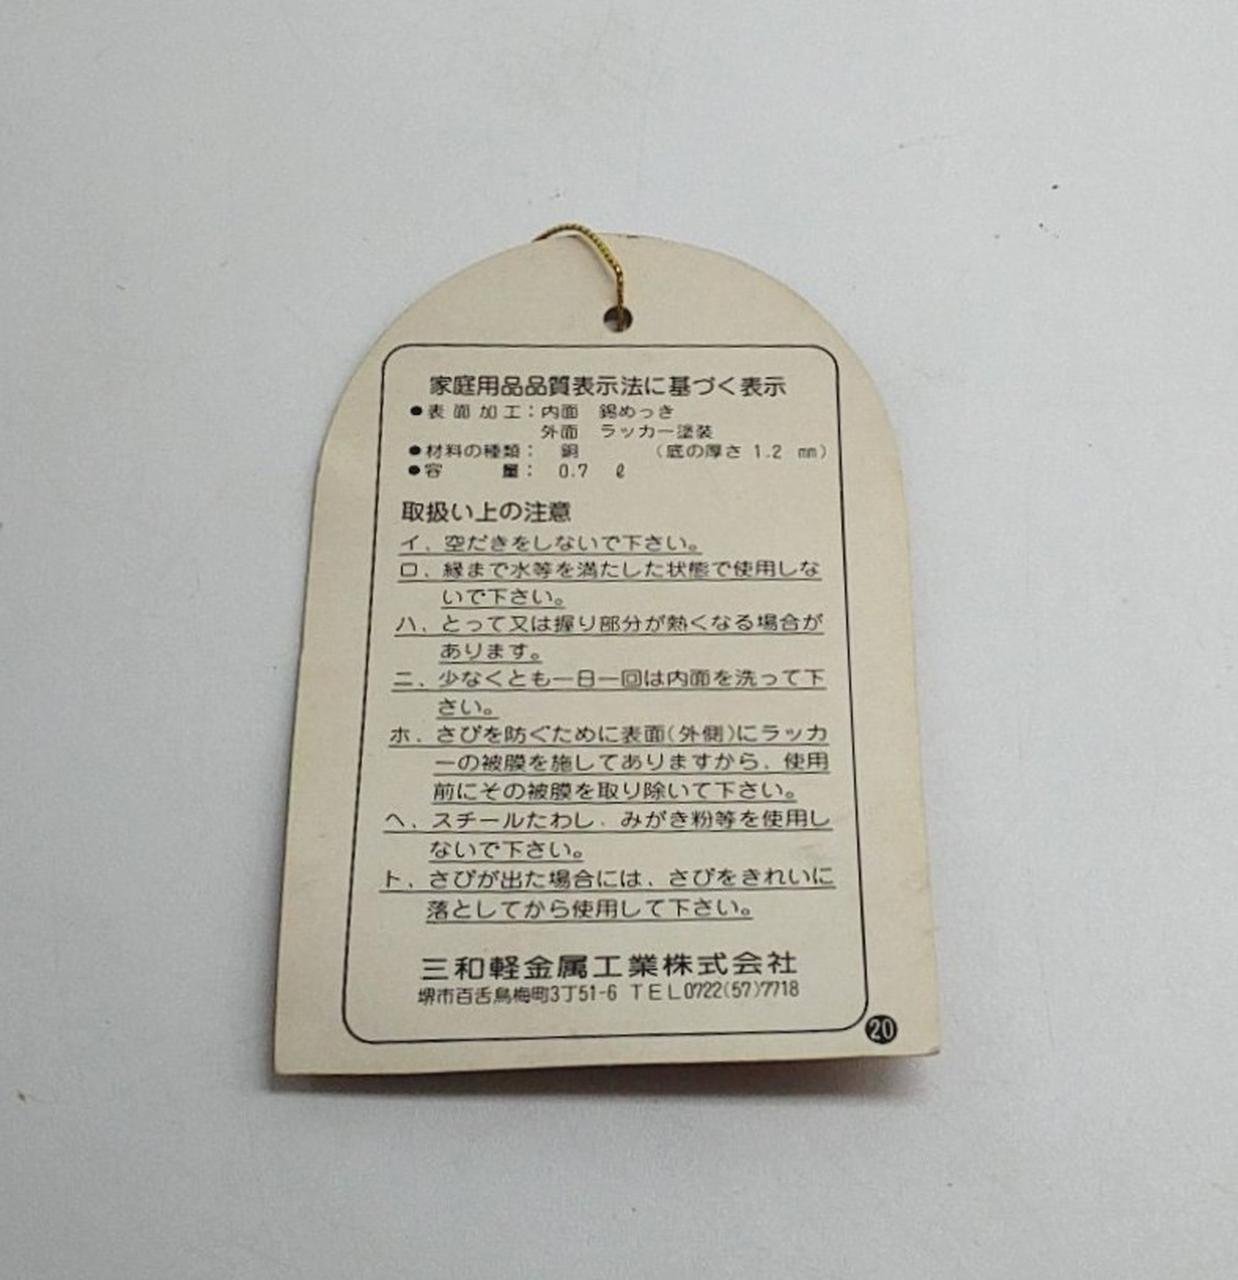 家庭用品品質表示法に基づく表示
●表面加工：内面 錫めっき
外面 ラッカー塗装
●材料の種類： 銅 （底の厚さ 1.2 mm）
●容 量： 0.7 ℓ
取扱い上の注意
イ、空だきをしないで下さい。
ロ、縁まで水等を満たした状態で使用しな
いで下さい。
ハ、とって又は握り部分が熱くなる場合が
あります。
ニ、少なくとも一日一回は内面を洗って下
さい。
ホ、さびを防ぐために表面(外側)にラッカ
ーの被膜を施してありますから、使用
前にその被膜を取り除いて下さい。
ヘ、スチールたわし、みがき粉等を使用し
ないで下さい。
ト、さびが出た場合には、さびをきれいに
落としてから使用して下さい。
三和軽金属工業株式会社
堺市百舌鳥梅町3丁51-6 TEL0722(57)7718
20